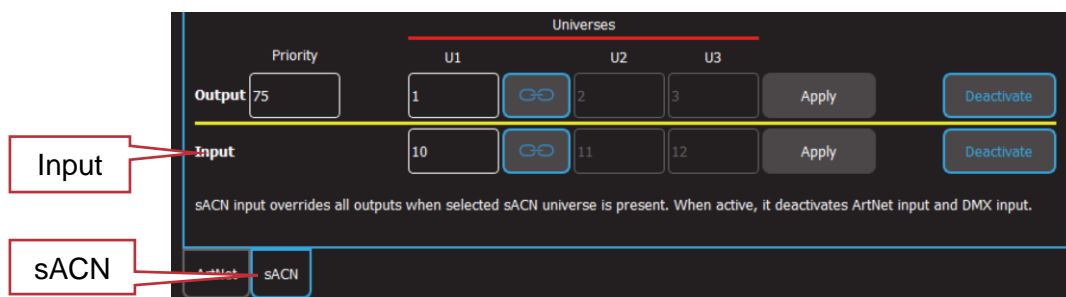 Universes
Priority U1 U2 U3
Output 75 1 2 3 Apply Deactivate
Input Input 10 11 12 Apply Deactivate
sACN input overrides all outputs when selected sACN universe is present. When active, it deactivates ArtNet input and DMX input.
sACN ArtNet sACN